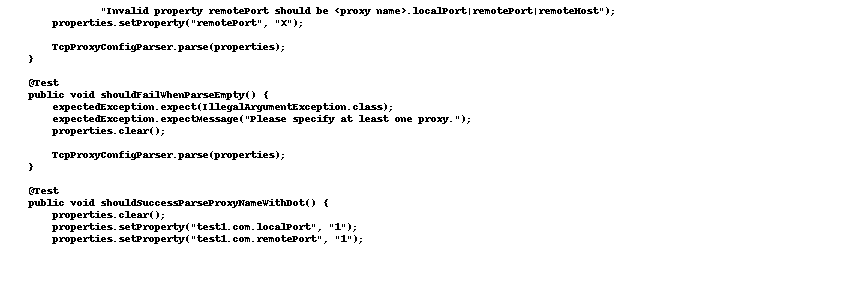 "Invalid property remotePort should be <proxy name>.localPort|remotePort|remoteHost");
properties.setProperty("remotePort", "X");
TcpProxyConfigParser.parse(properties);
}
@Test
public void shouldFailWhenParseEmpty() {
expectedException.expect(IllegalArgumentException.class);
expectedException.expectMessage("Please specify at least one proxy.");
properties.clear();
TcpProxyConfigParser.parse(properties);
}
@Test
public void shouldSuccessParseProxyNameWithDot() {
properties.clear();
properties.setProperty("test1.com.localPort", "1");
properties.setProperty("test1.com.remotePort", "1");